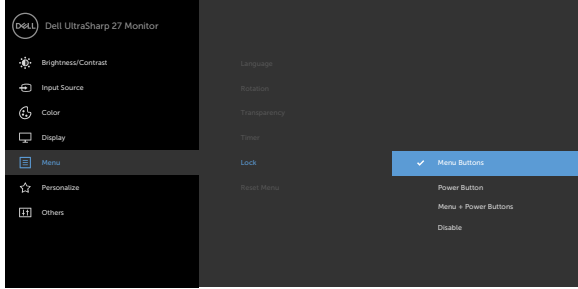 DELL
Dell UltraSharp 27 Monitor
Brightness/Contrast
Input Source
Color
Display
Menu
Personalize
Others
Language
Rotation
Transparency
Timer
Lock
Reset Menu
Menu Buttons
Power Button
Menu + Power Buttons
Disable